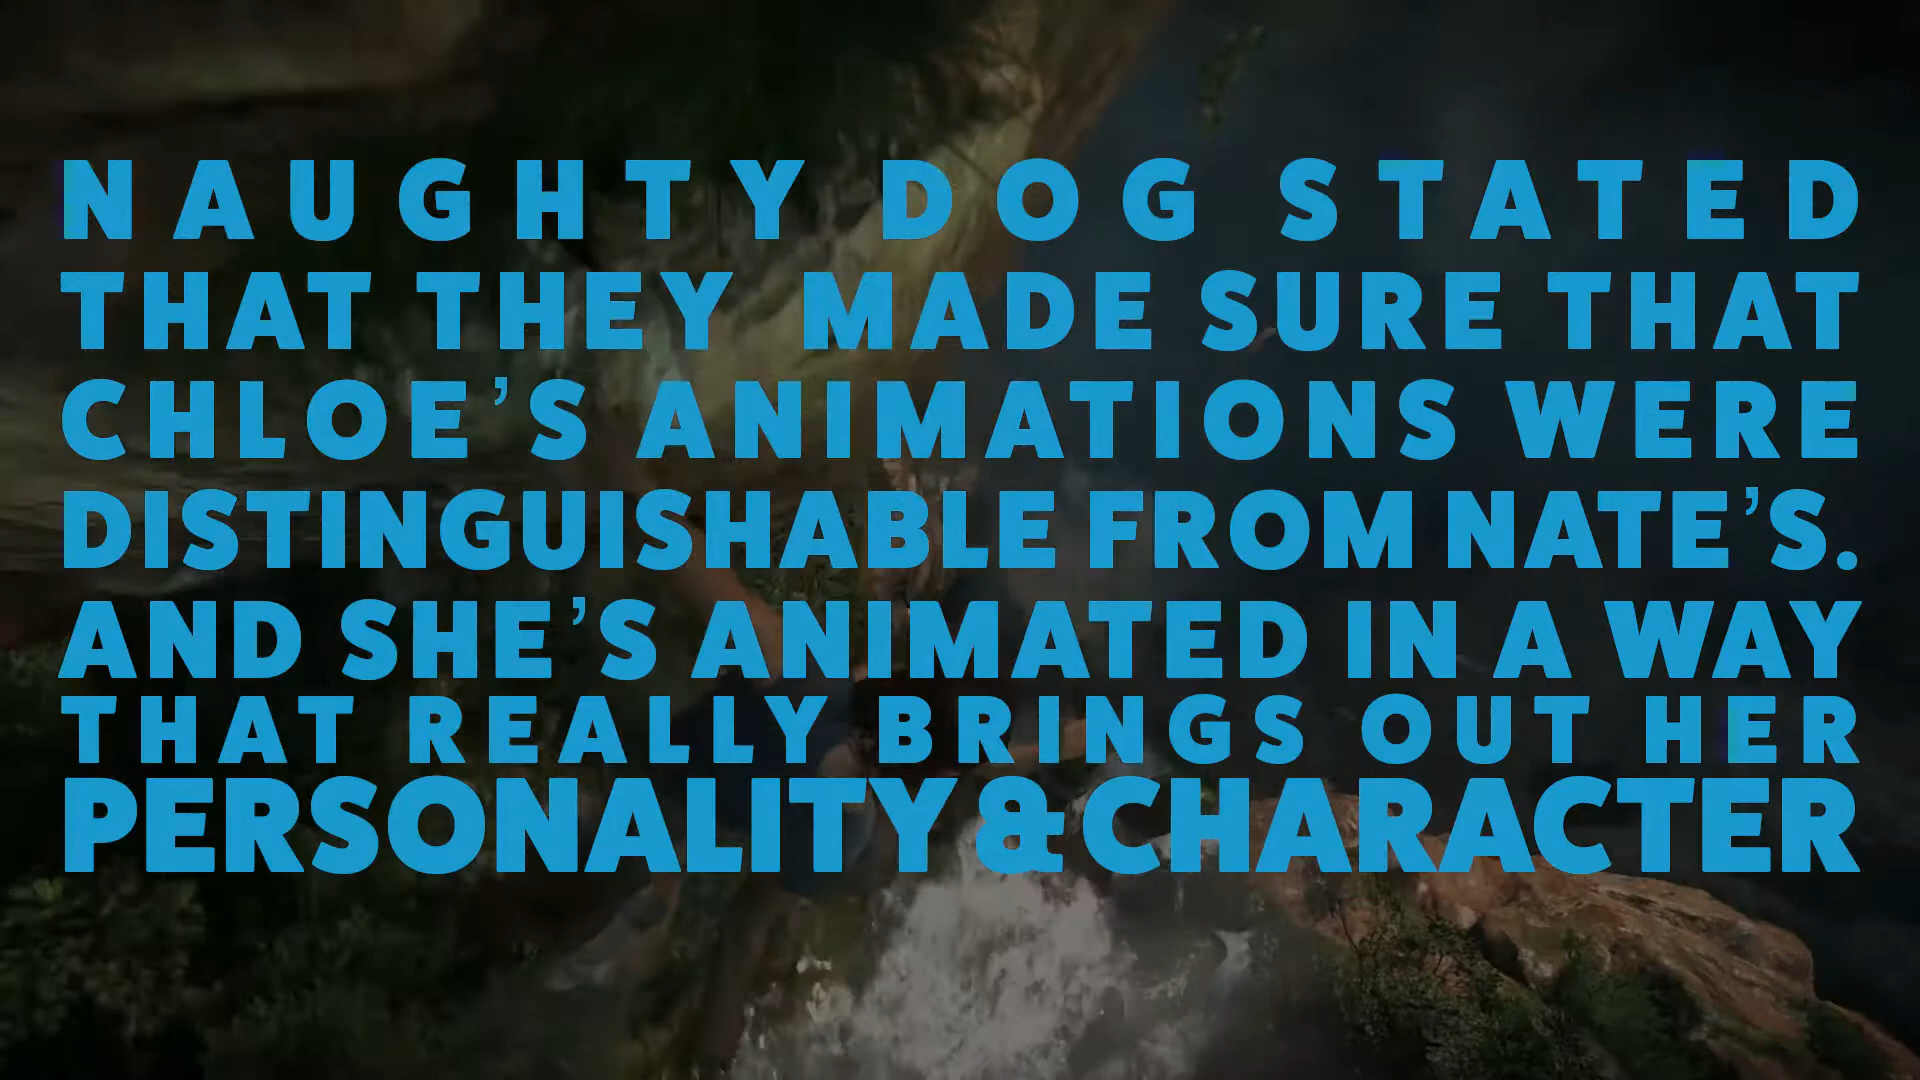 NAUGHTY DOG STATED
THAT THEY MADE SURE THAT
CHLOE’S ANIMATIONS WERE
DISTINGUISHABLE FROM NATE’S.
AND SHE’S ANIMATED IN A WAY
THAT REALLY BRINGS OUT HER
PERSONALITY & CHARACTER